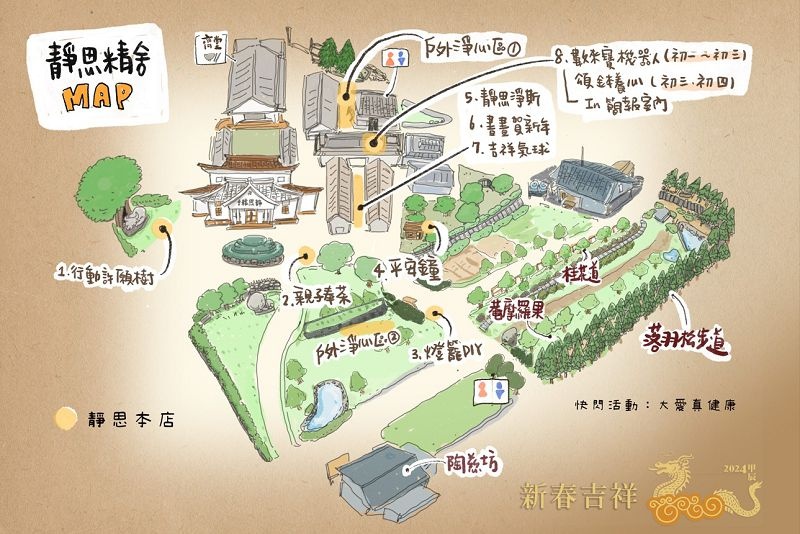 靜思精舍
MAP
齋堂
戶外淨心區①
8. 數來寶機器人(初一~初三)
領鉢養心(初三、初四)
In 簡報室內
5. 靜思淨斯
6. 書畫賀新年
7. 吉祥氣球
1. 行動許願樹
2. 親子奉茶
4. 平安鐘
戶外淨心區②
3. 燈籠DIY
桂花道
菴摩羅果
落羽松步道
靜思本店
快閃活動:大愛真健康
陶慈坊
新春吉祥
2024甲辰